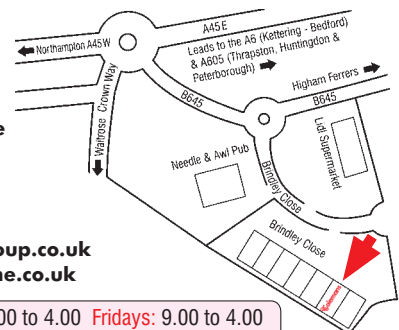 A45E
Northampton A45W
Leads to the A6 (Kettering - Bedford)
& A605 (Thrapston, Huntingdon &
Peterborough)
Higham Ferrers
B645
B645
Crown Way
Waitrose
Needle & Awl Pub
Lidl Supermarket
Brindley Close
Brindley Close
oup.co.uk
ne.co.uk
00 to 4.00 Fridays: 9.00 to 4.00